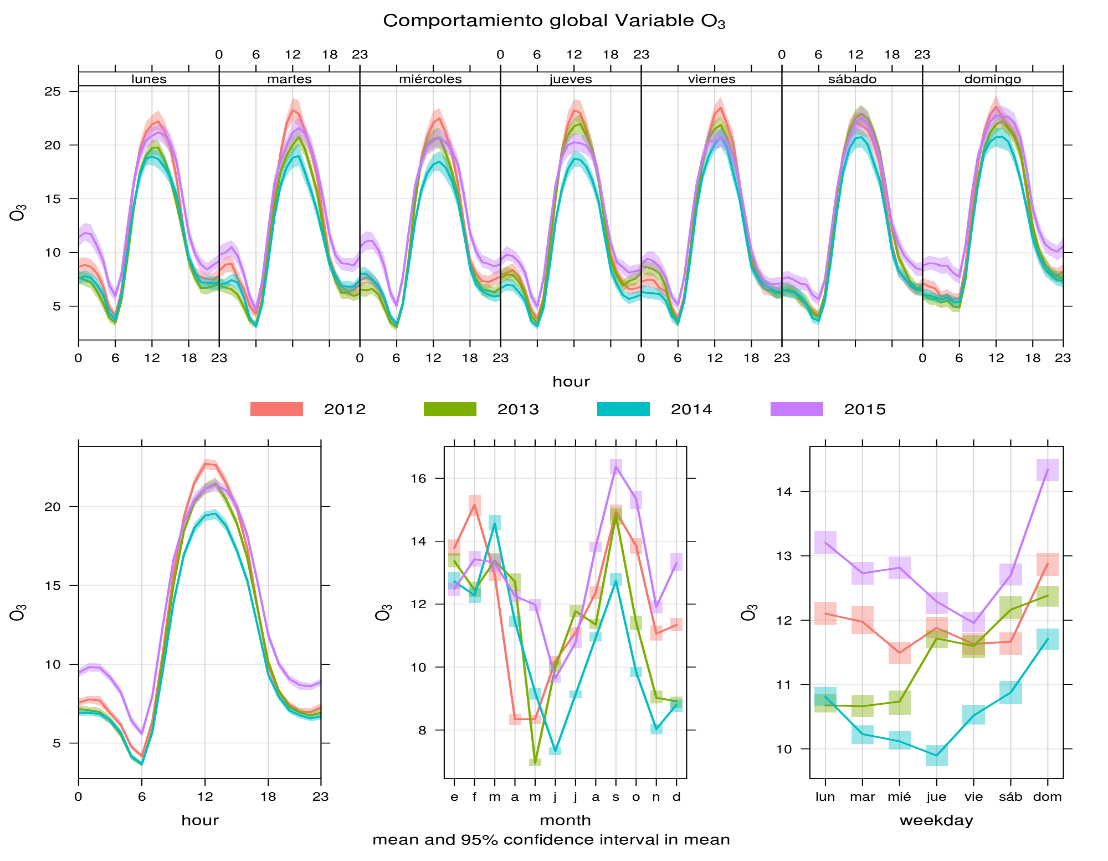 Comportamiento global Variable O₃
0 6 12 23 0 6 12 18 23 0 6 12 18 23
lunes martes miércoles jueves viernes sábado domingo
25
20
15
10
5
O₃
0 6 12 18 23 0 6 12 18 23 0 6 12 18 23 0 6 12 18 23
hour
2012 2013 2014 2015
20
15
10
5
O₃
0 6 12 18 23
hour
16
14
12
10
8
O₃
e f m a m j j a s o n d
month
14
13
12
11
10
O₃
lun mar mié jue vie sáb dom
weekday
mean and 95% confidence interval in mean